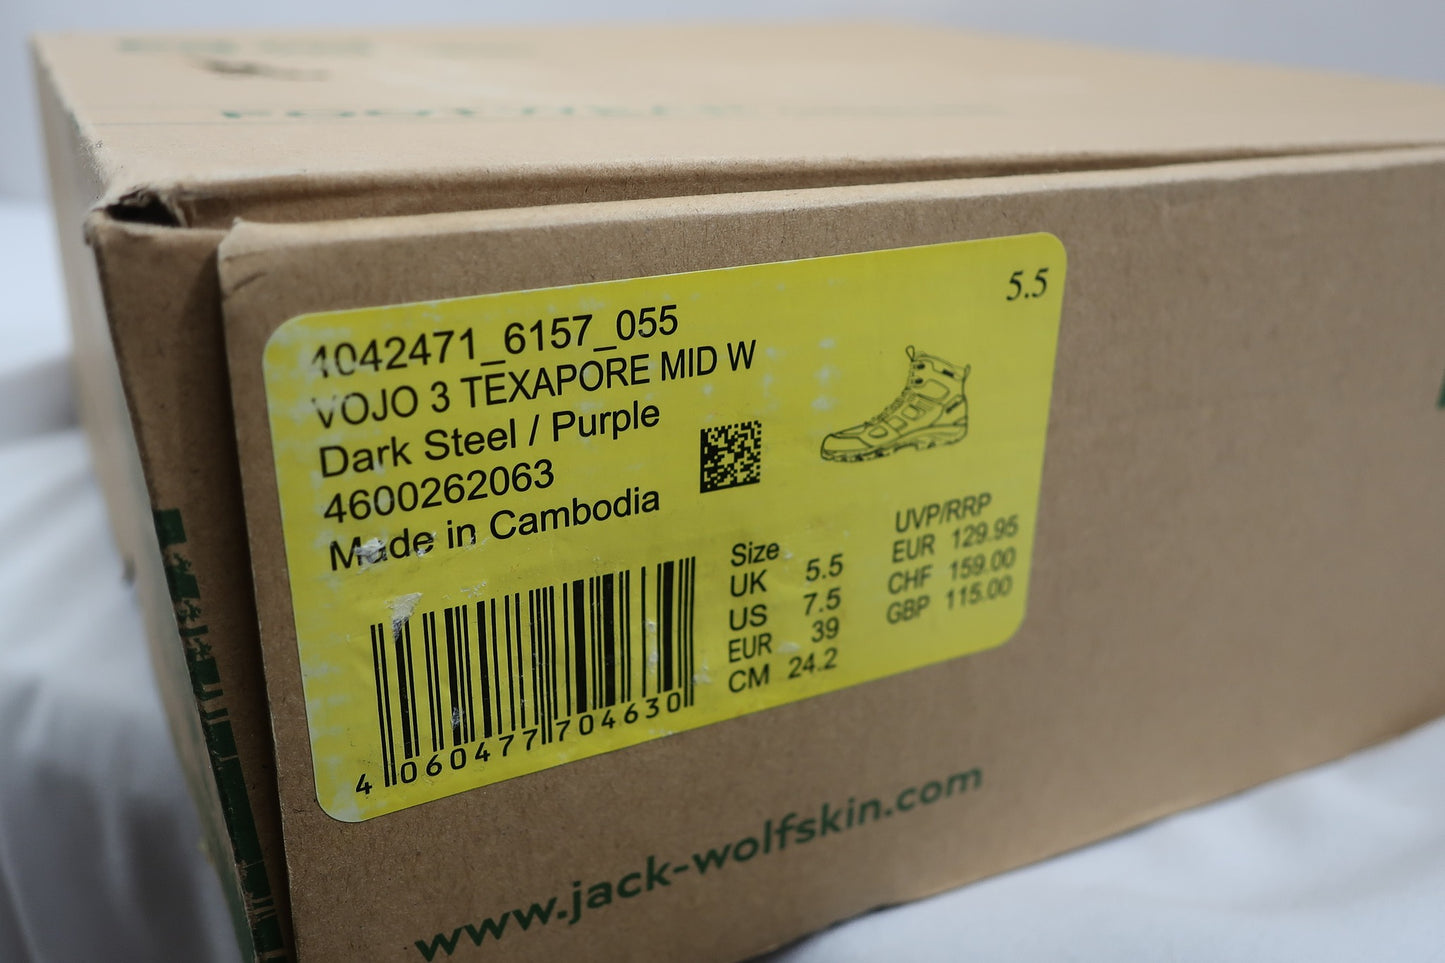 5.5
4042471_6157_055
VOJO 3 TEXAPORE MID W
Dark Steel / Purple
4600262063
Made in Cambodia
Size
UK 5.5
US 7.5
EUR 39
CM 24.2
UVP/RRP
EUR 129.95
CHF 159.00
GBP 115.00
4 060477 704630
www.jack-wolfskin.com